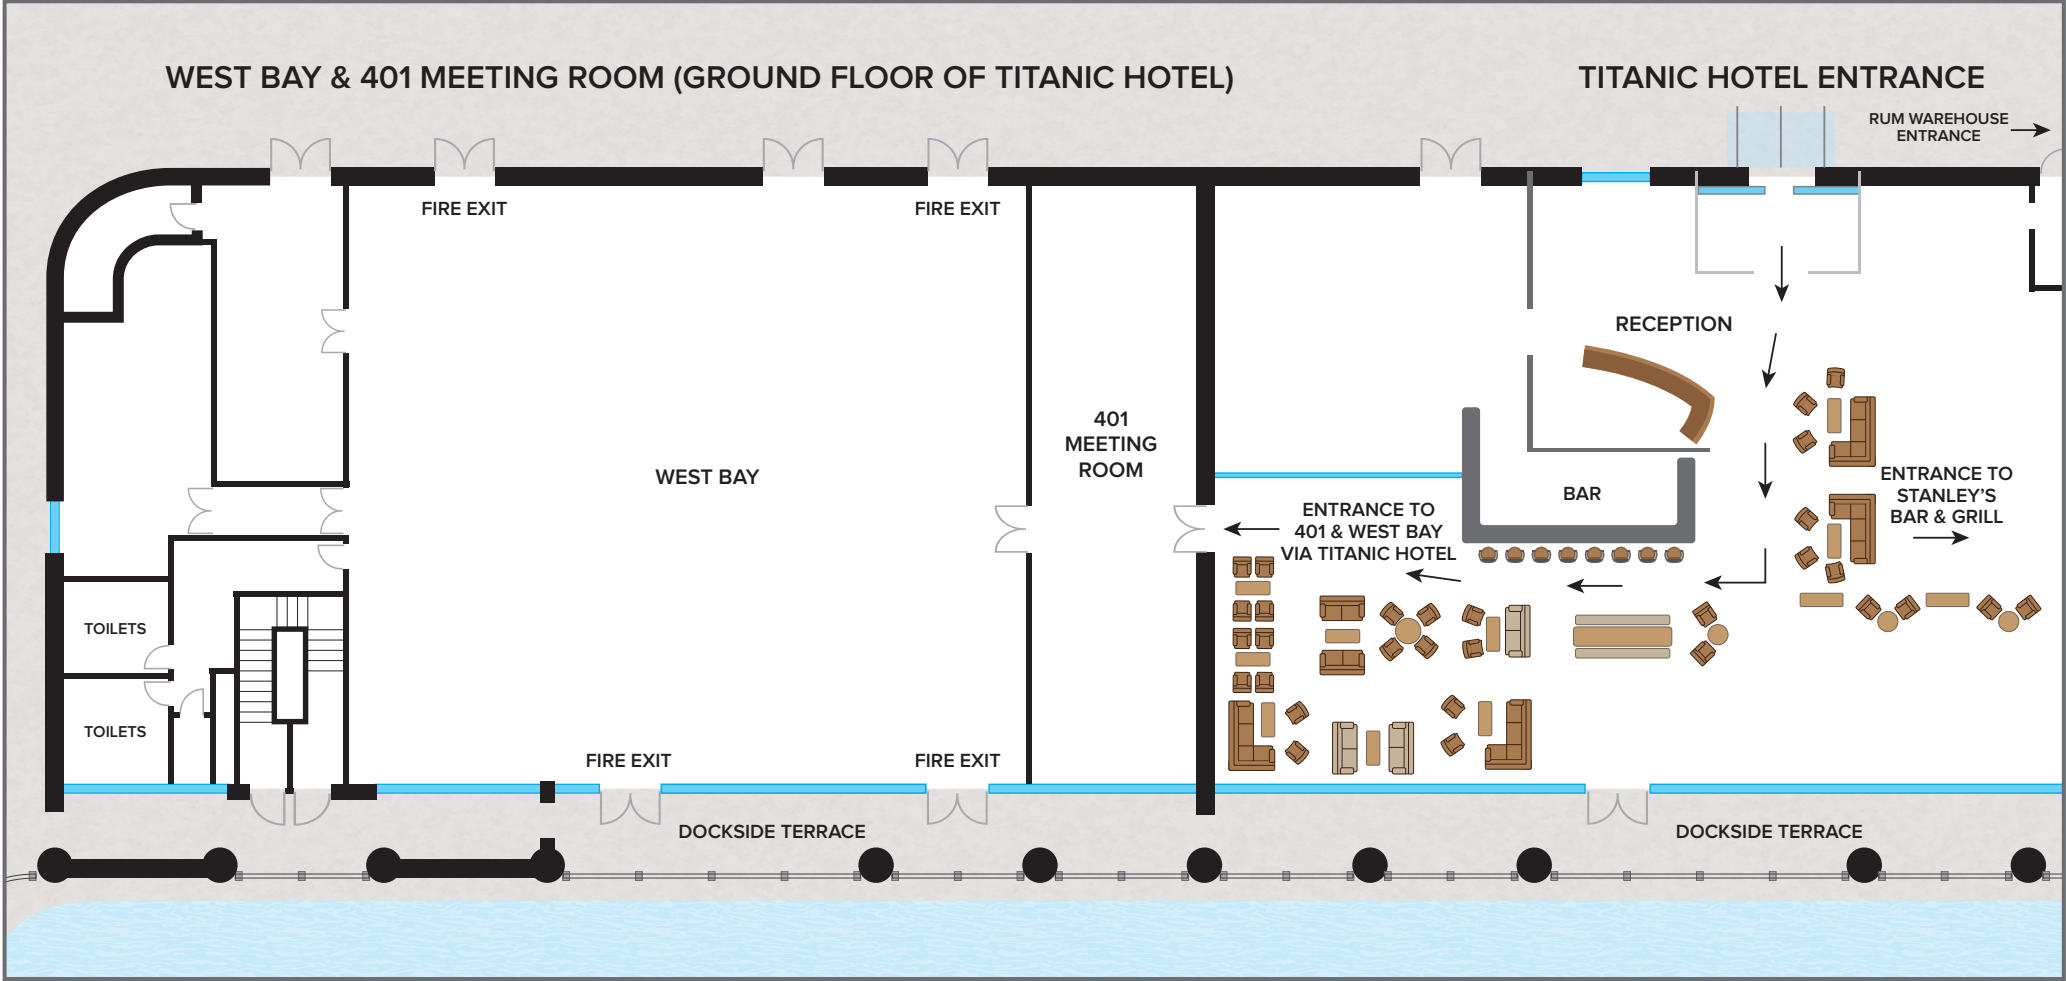 WEST BAY & 401 MEETING ROOM (GROUND FLOOR OF TITANIC HOTEL)
TITANIC HOTEL ENTRANCE
RUM WAREHOUSE
ENTRANCE
FIRE EXIT
FIRE EXIT
RECEPTION
401
MEETING
ROOM
WEST BAY
BAR
ENTRANCE TO
STANLEY'S
BAR & GRILL
ENTRANCE TO
401 & WEST BAY
VIA TITANIC HOTEL
TOILETS
TOILETS
FIRE EXIT
FIRE EXIT
DOCKSIDE TERRACE
DOCKSIDE TERRACE